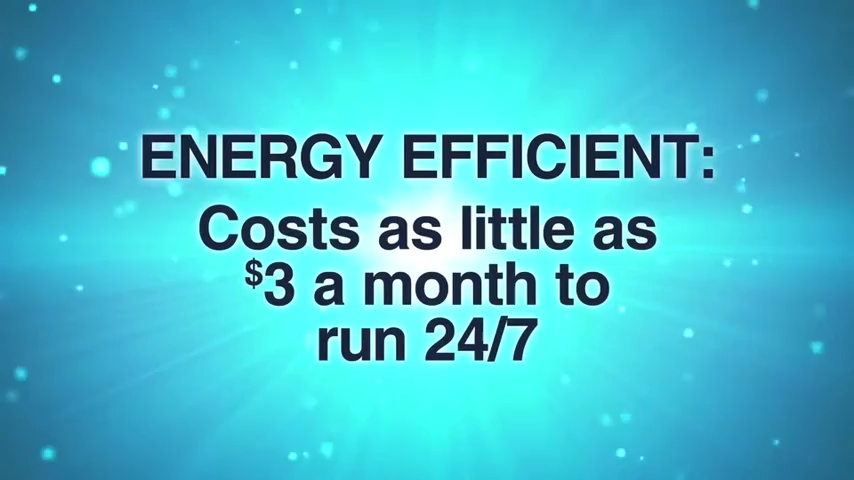 ENERGY EFFICIENT:
Costs as little as
$3 a month to
run 24/7